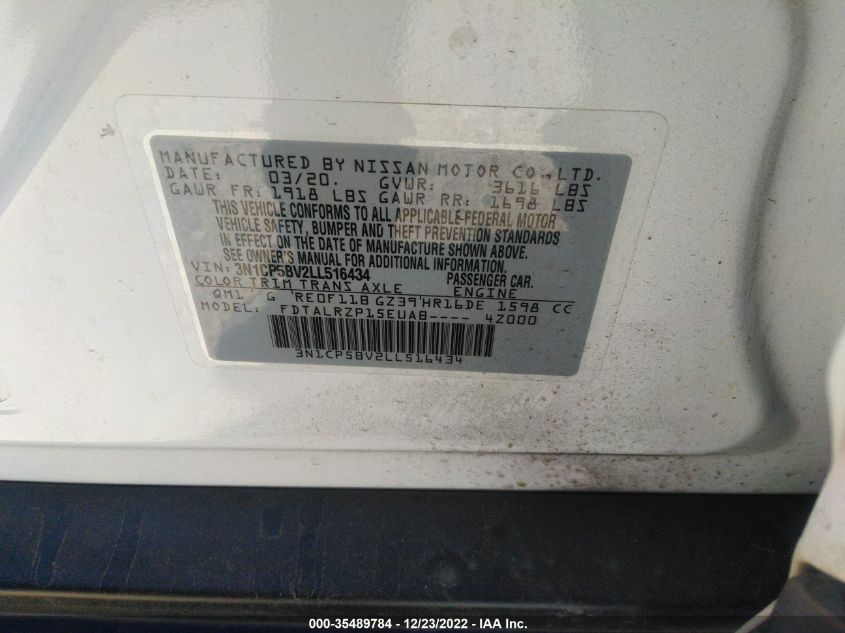 MANUFACTURED BY NISSAN MOTOR CO.,LTD.
DATE: 03/20. GVWR: 3616 LBS
GAWR FR: 1918 LBS GAWR RR: 1698 LBS
THIS VEHICLE CONFORMS TO ALL APPLICABLE FEDERAL MOTOR
VEHICLE SAFETY, BUMPER AND THEFT PREVENTION STANDARDS
IN EFFECT ON THE DATE OF MANUFACTURE SHOWN ABOVE.
SEE OWNER'S MANUAL FOR ADDITIONAL INFORMATION.
VIN: 3N1CP5BV2LL516434 PASSENGER CAR.
COLOR TRIM TRANS AXLE ENGINE
QM1 G RE0F11B GZ39 HR16DE 1598 CC
MODEL: FDTALRZP15EUAB---- 4Z000
3N1CP5BV2LL516434
000-35489784 - 12/23/2022 - IAA Inc.